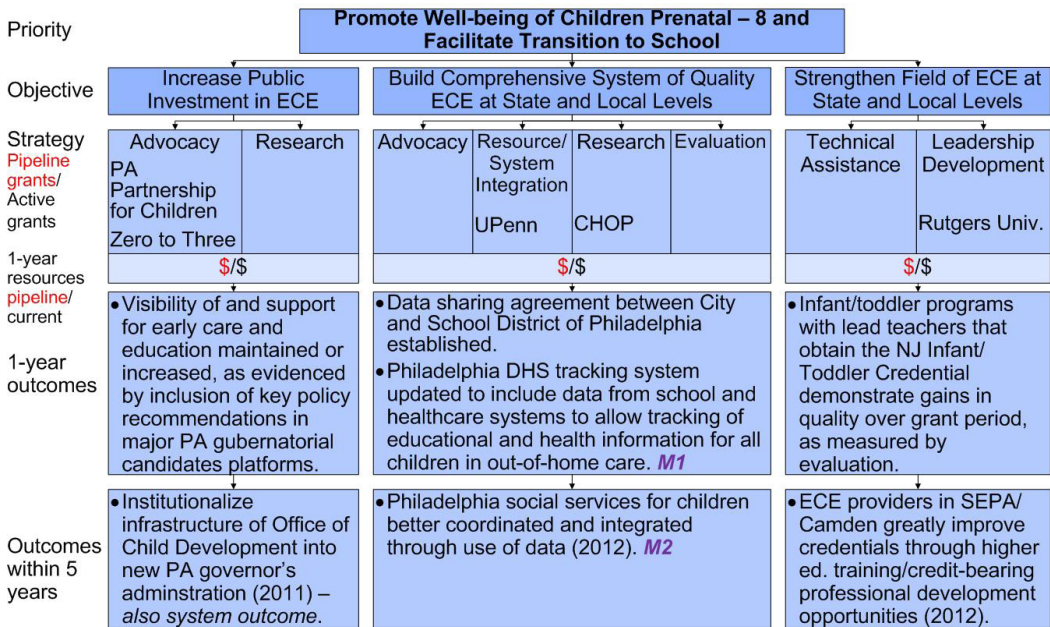 Priority
Promote Well-being of Children Prenatal – 8 and
Facilitate Transition to School
Objective
Increase Public
Investment in ECE
Build Comprehensive System of Quality
ECE at State and Local Levels
Strengthen Field of ECE at
State and Local Levels
Strategy
Pipeline
grants/
Active
grants
Advocacy
PA
Partnership
for Children
Zero to Three
Research
Advocacy
Resource/
System
Integration
UPenn
Research
CHOP
Evaluation
Technical
Assistance
Leadership
Development
Rutgers Univ.
1-year
resources
pipeline/
current
$/$
$/$
$/$
1-year
outcomes
•Visibility of and support
for early care and
education maintained or
increased, as evidenced
by inclusion of key policy
recommendations in
major PA gubernatorial
candidates platforms.
•Data sharing agreement between City
and School District of Philadelphia
established.
•Philadelphia DHS tracking system
updated to include data from school and
healthcare systems to allow tracking of
educational and health information for all
children in out-of-home care. M1
•Infant/toddler programs
with lead teachers that
obtain the NJ Infant/
Toddler Credential
demonstrate gains in
quality over grant period,
as measured by
evaluation.
Outcomes
within 5
years
•Institutionalize
infrastructure of Office of
Child Development into
new PA governor's
adminstration (2011) –
also system outcome.
•Philadelphia social services for children
better coordinated and integrated
through use of data (2012). M2
•ECE providers in SEPA/
Camden greatly improve
credentials through higher
ed. training/credit-bearing
professional development
opportunities (2012).